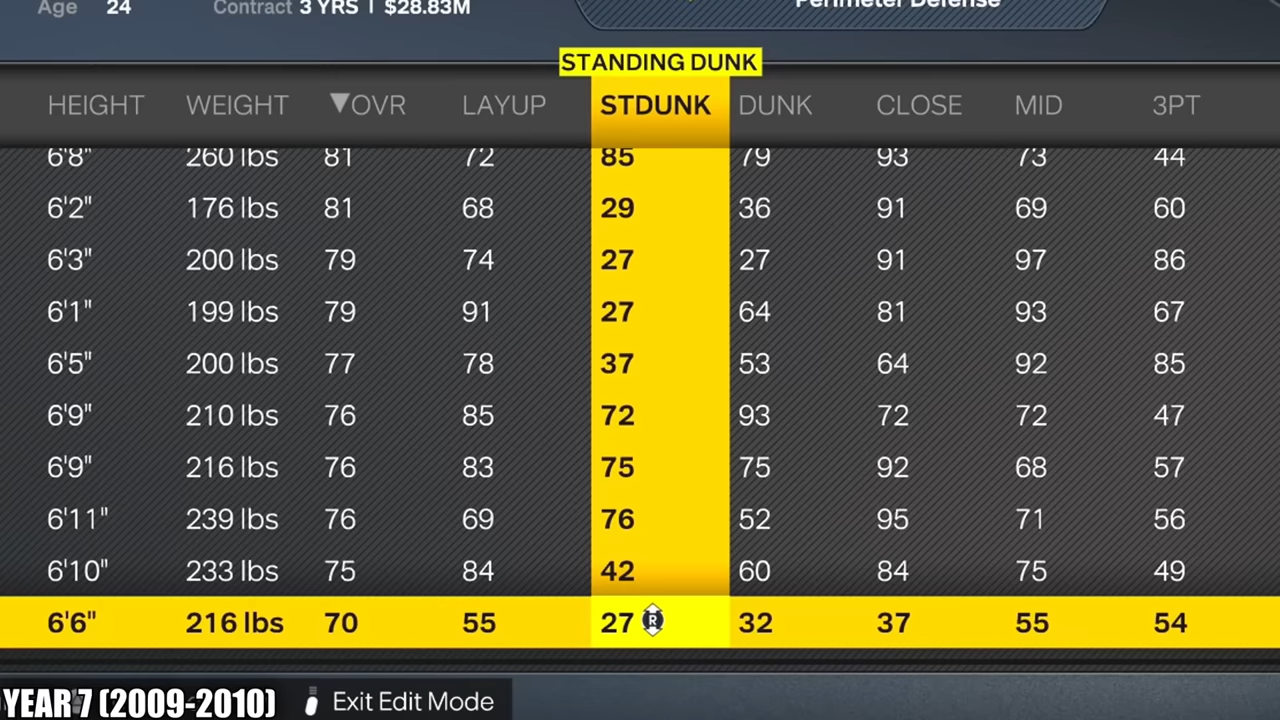 Age 24 Contract 3 YRS | $28.83M Perimeter Defense
STANDING DUNK
HEIGHT WEIGHT ▼OVR LAYUP STDUNK DUNK CLOSE MID 3PT
6'8" 260 lbs 81 72 85 79 93 73 44
6'2" 176 lbs 81 68 29 36 91 69 60
6'3" 200 lbs 79 74 27 27 91 97 86
6'1" 199 lbs 79 91 27 64 81 93 67
6'5" 200 lbs 77 78 37 53 64 92 85
6'9" 210 lbs 76 85 72 93 72 72 47
6'9" 216 lbs 76 83 75 75 92 68 57
6'11" 239 lbs 76 69 76 52 95 71 56
6'10" 233 lbs 75 84 42 60 84 75 49
6'6" 216 lbs 70 55 27 R 32 37 55 54
YEAR 7 (2009-2010) Exit Edit Mode